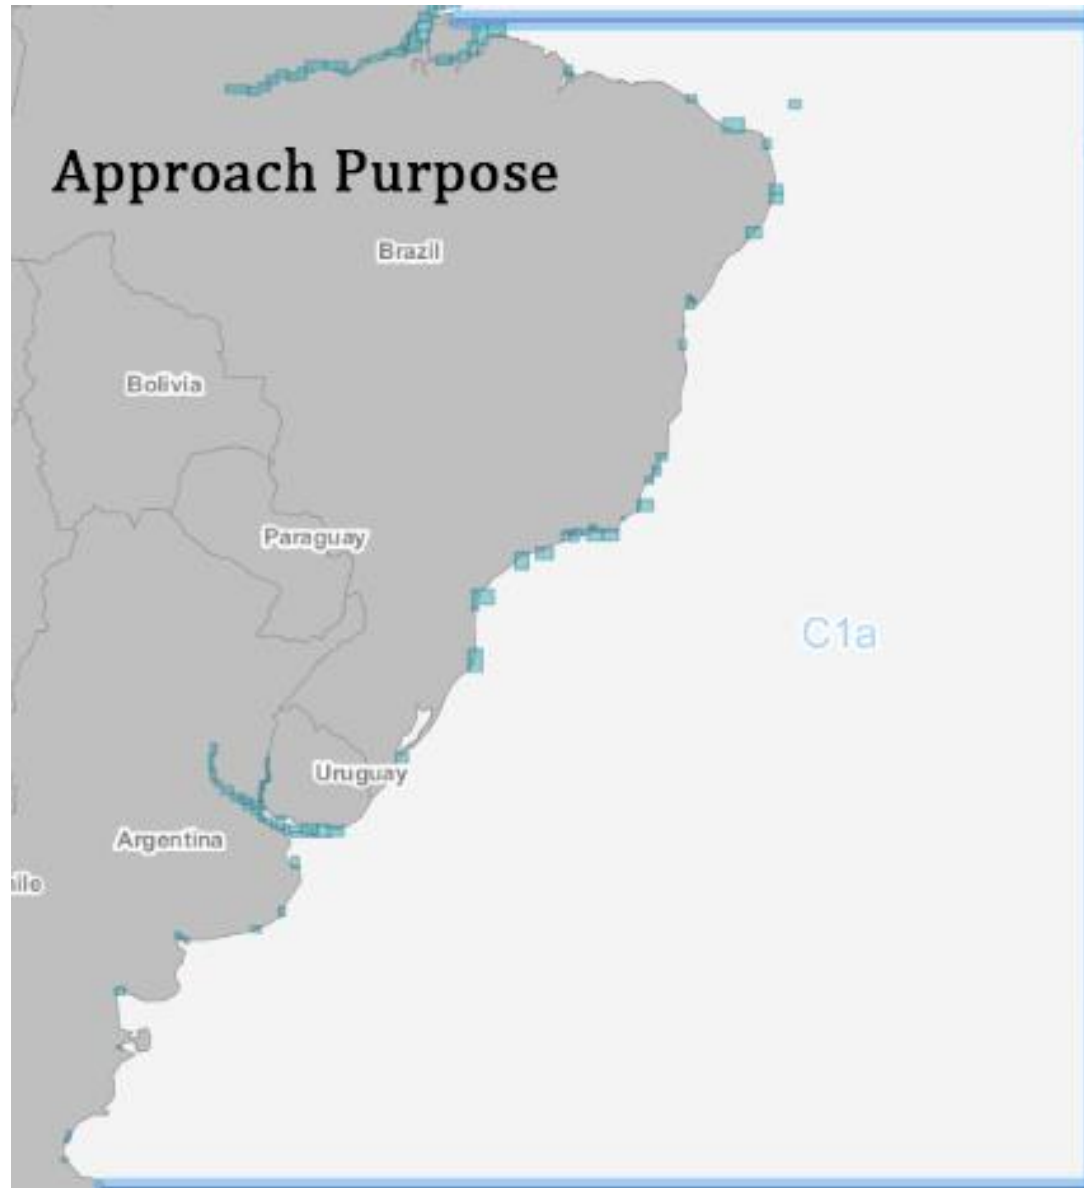 Approach Purpose
Brazil
Bolivia
Paraguay
C1a
Uruguay
Argentina
ile